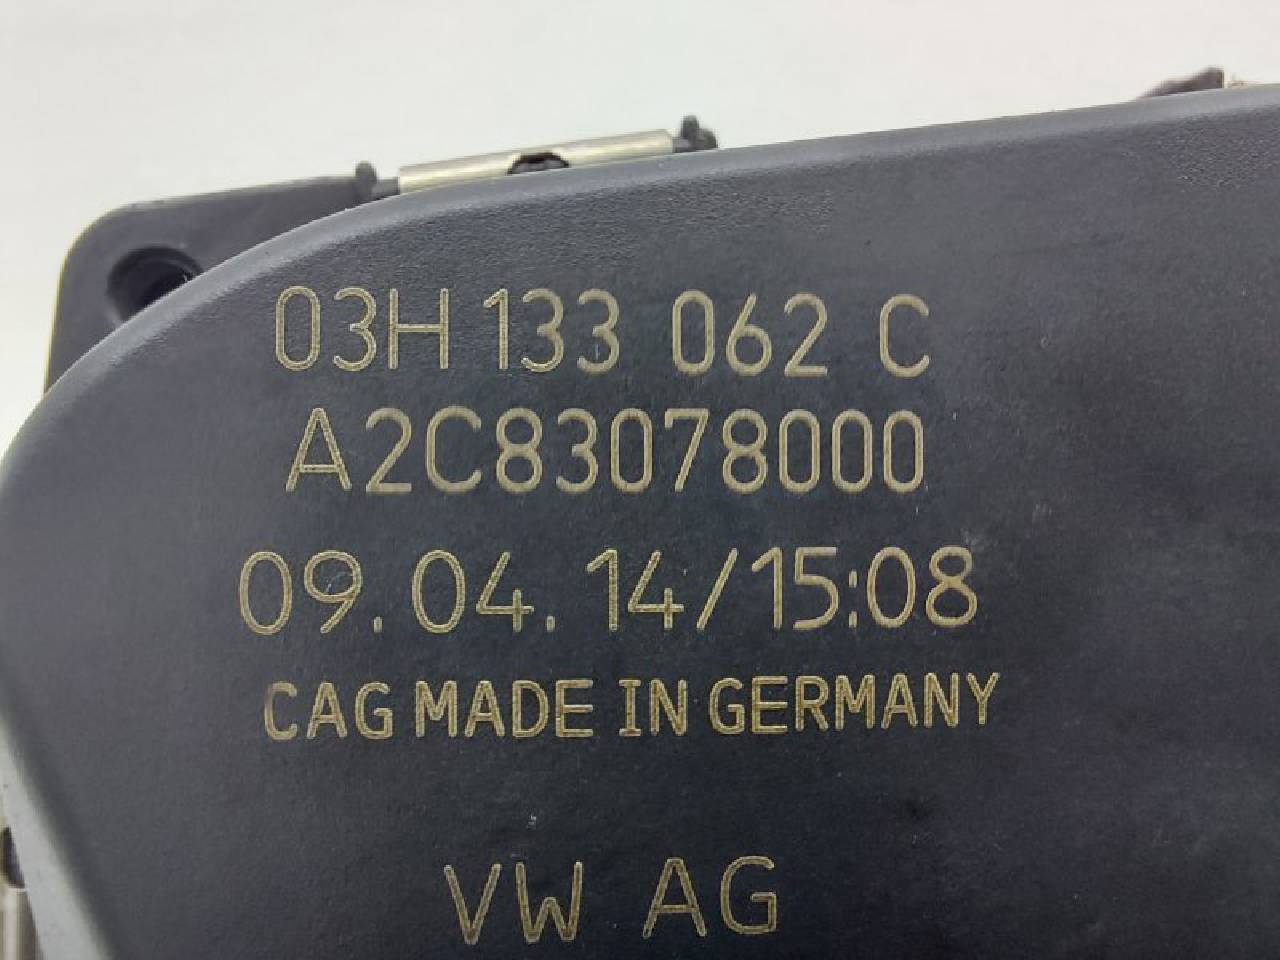 03H 133 062 C
A2C83078000
09.04.14/15:08
CAG MADE IN GERMANY
VW AG